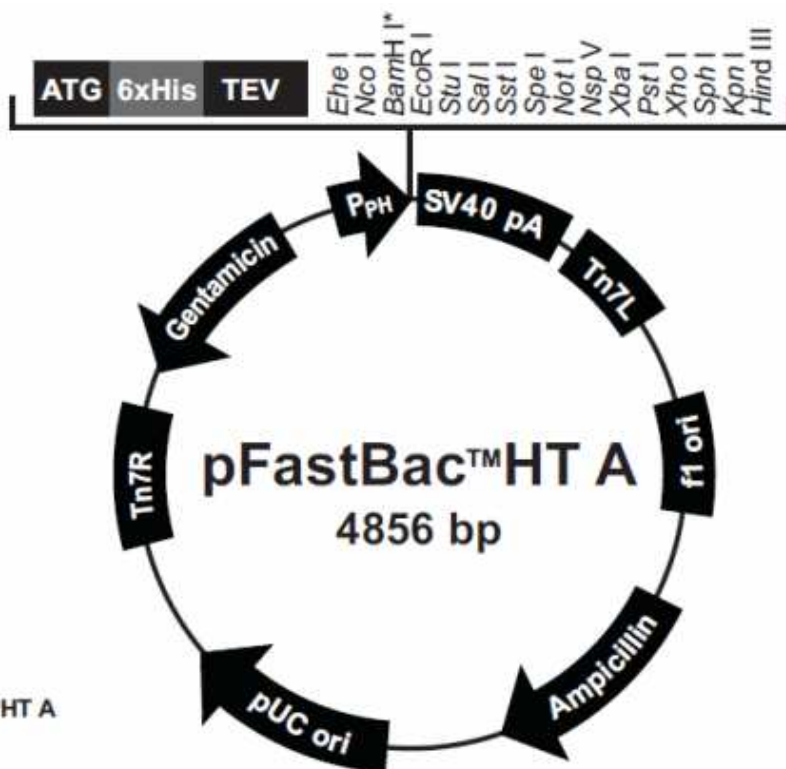 ATG 6xHis TEV
Ehe I
Nco I
BamH I*
EcoR I
Stu I
Sal I
Sst I
Spe I
Not I
Nsp V
Xba I
Pst I
Xho I
Sph I
Kpn I
Hind III
PPH
SV40 pA
Tn7L
Gentamicin
f1 ori
Tn7R
pFastBac™HT A
4856 bp
Ampicillin
pUC ori
HT A